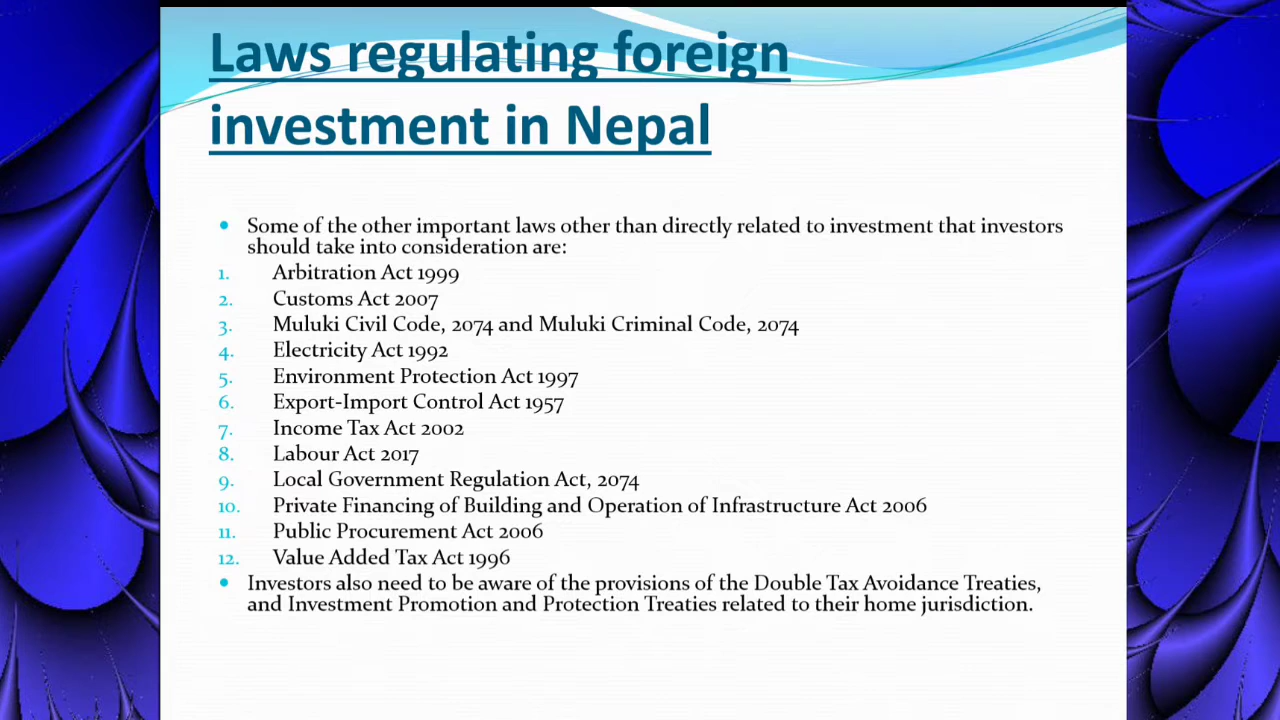 Laws regulating foreign
investment in Nepal
• Some of the other important laws other than directly related to investment that investors
should take into consideration are:
1. Arbitration Act 1999
2. Customs Act 2007
3. Muluki Civil Code, 2074 and Muluki Criminal Code, 2074
4. Electricity Act 1992
5. Environment Protection Act 1997
6. Export-Import Control Act 1957
7. Income Tax Act 2002
8. Labour Act 2017
9. Local Government Regulation Act, 2074
10. Private Financing of Building and Operation of Infrastructure Act 2006
11. Public Procurement Act 2006
12. Value Added Tax Act 1996
• Investors also need to be aware of the provisions of the Double Tax Avoidance Treaties,
and Investment Promotion and Protection Treaties related to their home jurisdiction.